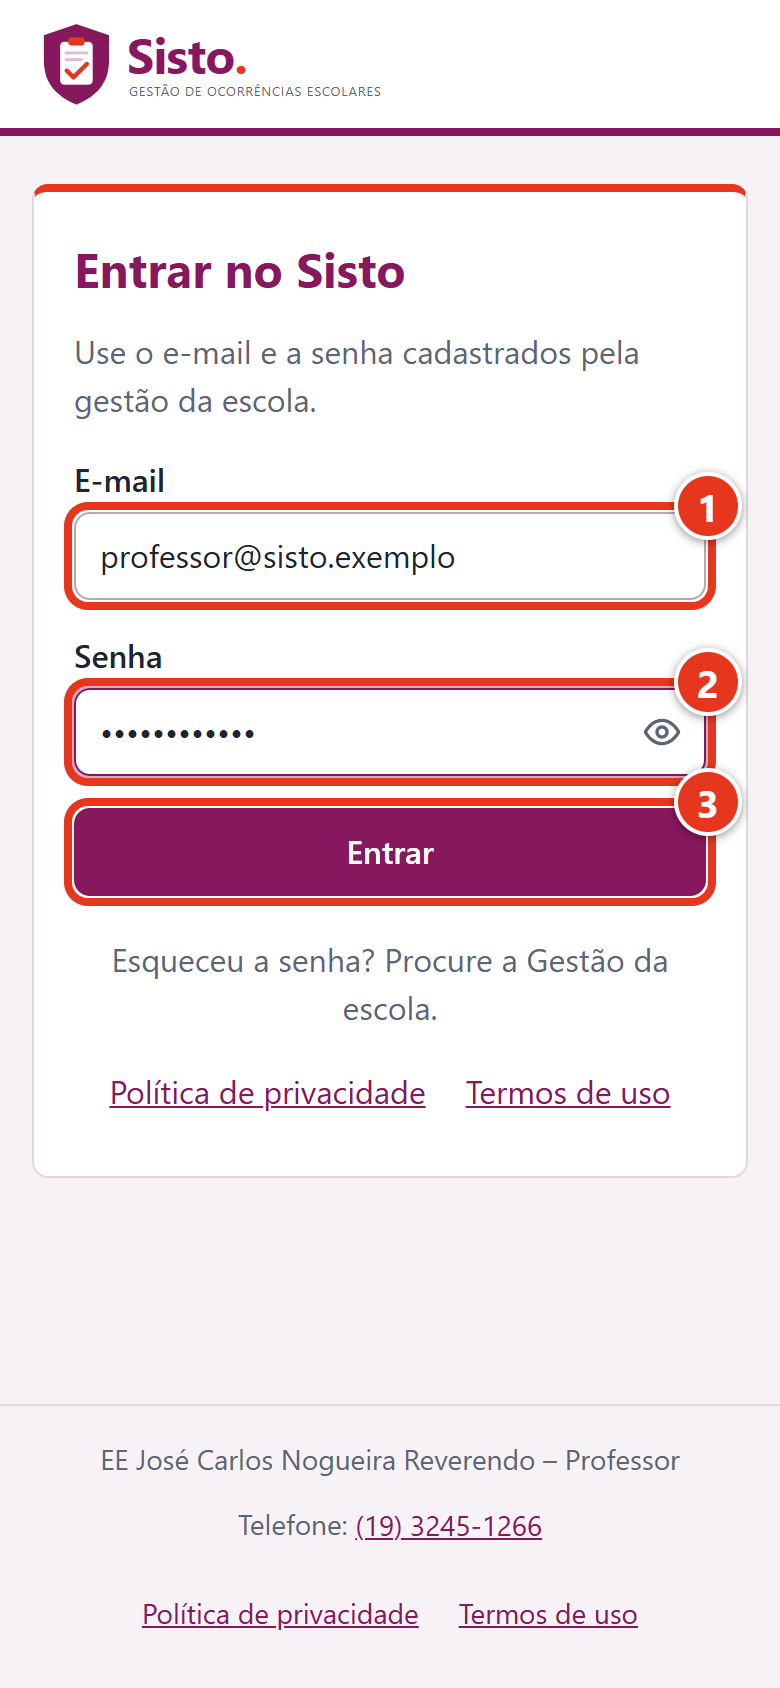 Sisto.
GESTÃO DE OCORRÊNCIAS ESCOLARES
Entrar no Sisto
Use o e-mail e a senha cadastrados pela
gestão da escola.
E-mail
1
professor@sisto.exemplo
Senha
2
••••••••••••
3
Entrar
Esqueceu a senha? Procure a Gestão da
escola.
Política de privacidade Termos de uso
EE José Carlos Nogueira Reverendo – Professor
Telefone: (19) 3245-1266
Política de privacidade Termos de uso